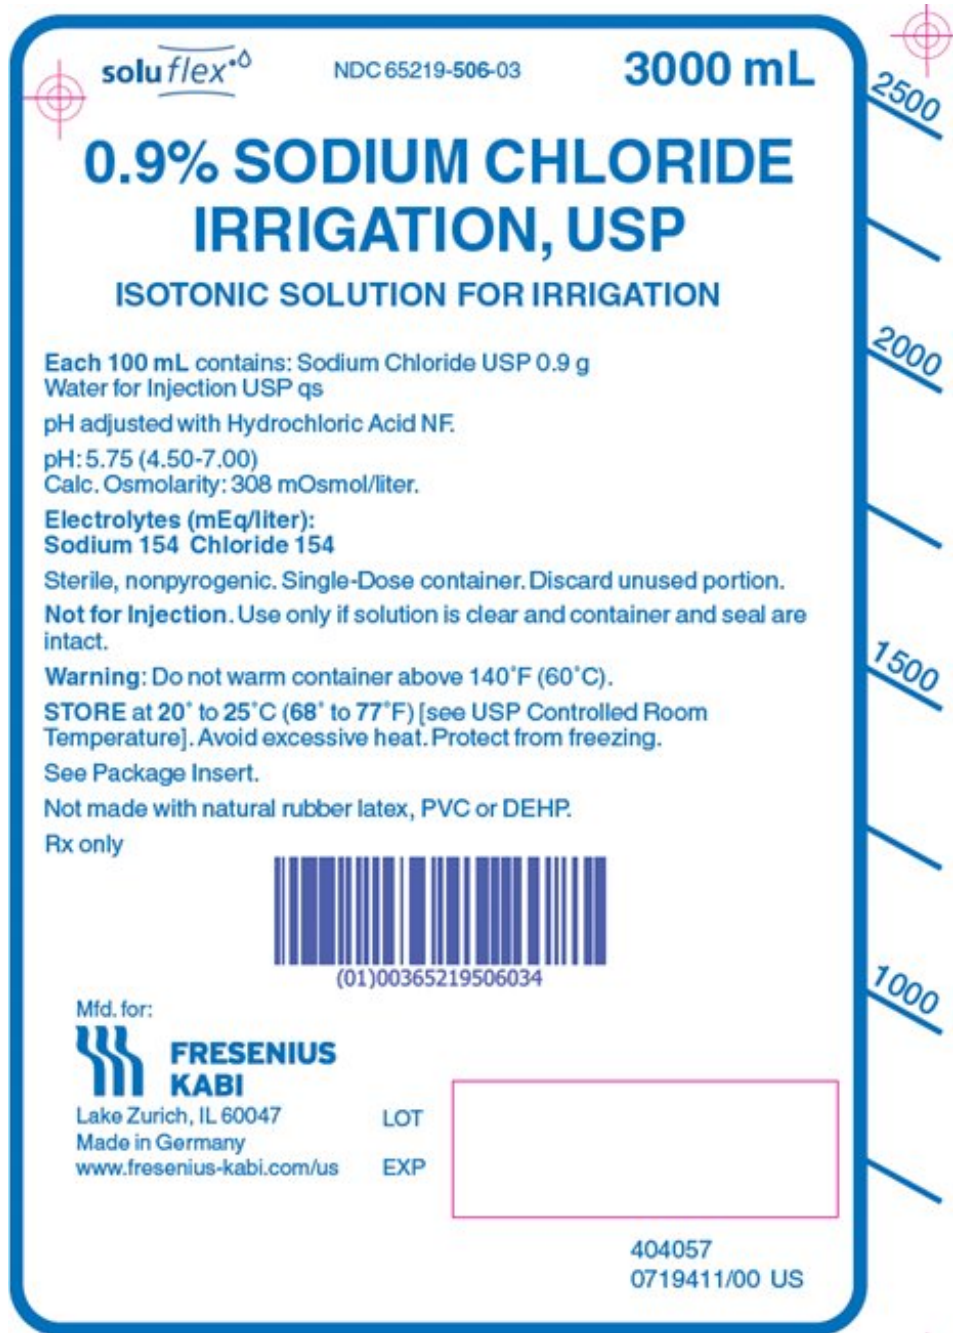 soluflex
NDC 65219-506-03
3000 mL
0.9% SODIUM CHLORIDE
IRRIGATION, USP
ISOTONIC SOLUTION FOR IRRIGATION
Each 100 mL contains: Sodium Chloride USP 0.9 g
Water for Injection USP qs
pH adjusted with Hydrochloric Acid NF.
pH: 5.75 (4.50-7.00)
Calc. Osmolarity: 308 mOsmol/liter.
Electrolytes (mEq/liter):
Sodium 154 Chloride 154
Sterile, nonpyrogenic. Single-Dose container. Discard unused portion.
Not for Injection. Use only if solution is clear and container and seal are
intact.
Warning: Do not warm container above 140˚F (60˚C).
STORE at 20˚ to 25˚C (68˚ to 77˚F) [see USP Controlled Room
Temperature]. Avoid excessive heat. Protect from freezing.
See Package Insert.
Not made with natural rubber latex, PVC or DEHP.
Rx only
(01)00365219506034
Mfd. for:
FRESENIUS
KABI
Lake Zurich, IL 60047
Made in Germany
www.fresenius-kabi.com/us
LOT
EXP
404057
0719411/00 US
2500
2000
1500
1000